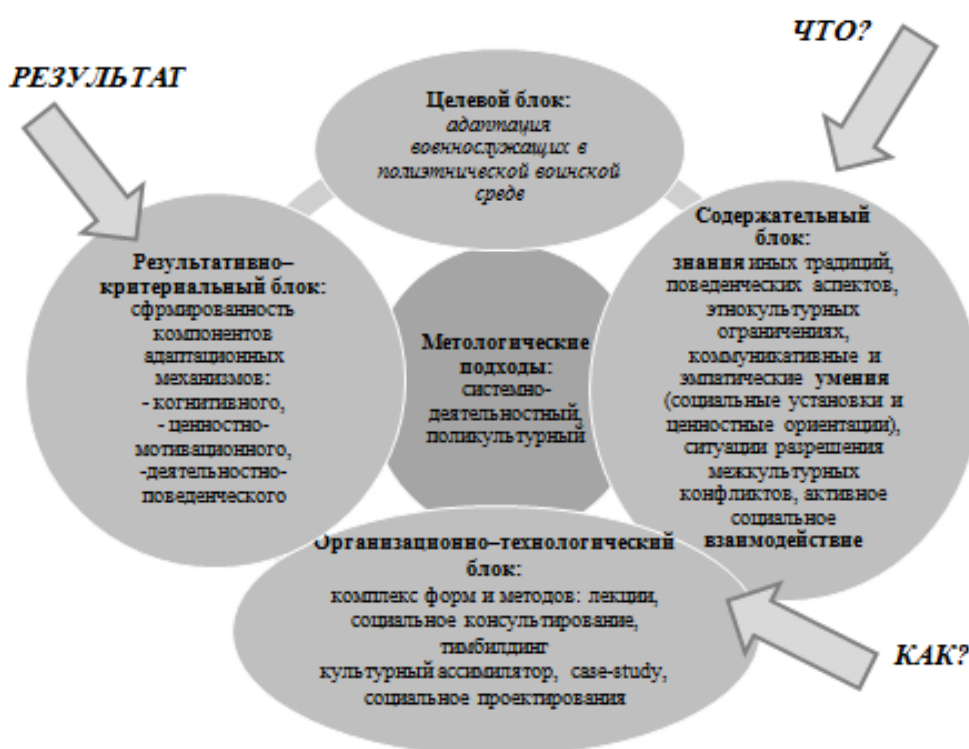 ЧТО?
РЕЗУЛЬТАТ
Целевой блок:
адаптация
военнослужащих в
полиэтнической воинской
среде
Результативно–
критериальный блок:
сфрмированность
компонентов
адаптационных
механизмов:
- когнитивного,
- ценностно-
мотивационного,
-деятельностно-
поведенческого
Метологические
подходы:
системно-
деятельностный,
поликультурный
Содержательный
блок:
знания иных традиций,
поведенческих аспектов,
этнокультурных
ограничениях,
коммуникативные и
эмпатические умения
(социальные установки и
ценностные ориентации),
ситуации разрешения
межкультурных
конфликтов, активное
социальное
взаимодействие
Организационно–технологический
блок:
комплекс форм и методов: лекции,
социальное консультирование,
тимбилдинг
культурный ассимилятор, case-study,
социальное проектирования
КАК?